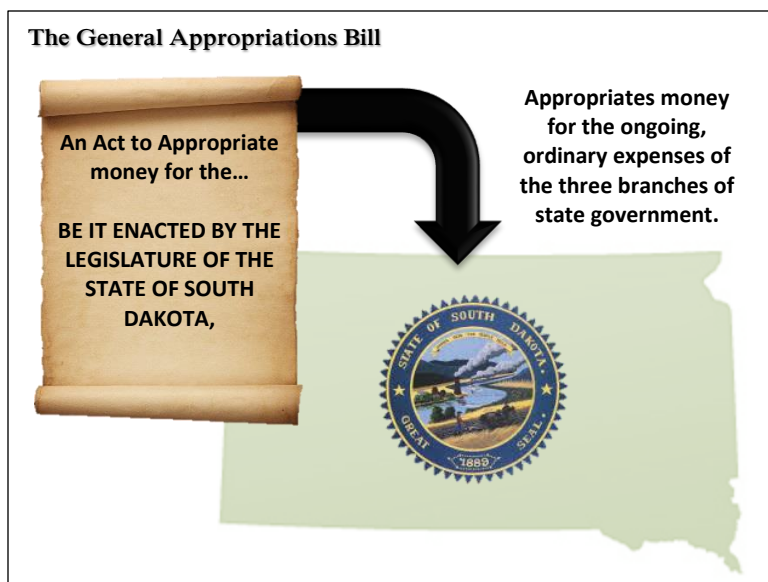 The General Appropriations Bill
An Act to Appropriate
money for the…
BE IT ENACTED BY THE
LEGISLATURE OF THE
STATE OF SOUTH
DAKOTA,
Appropriates money
for the ongoing,
ordinary expenses of
the three branches of
state government.
STATE OF SOUTH DAKOTA.
GREAT SEAL.
1889